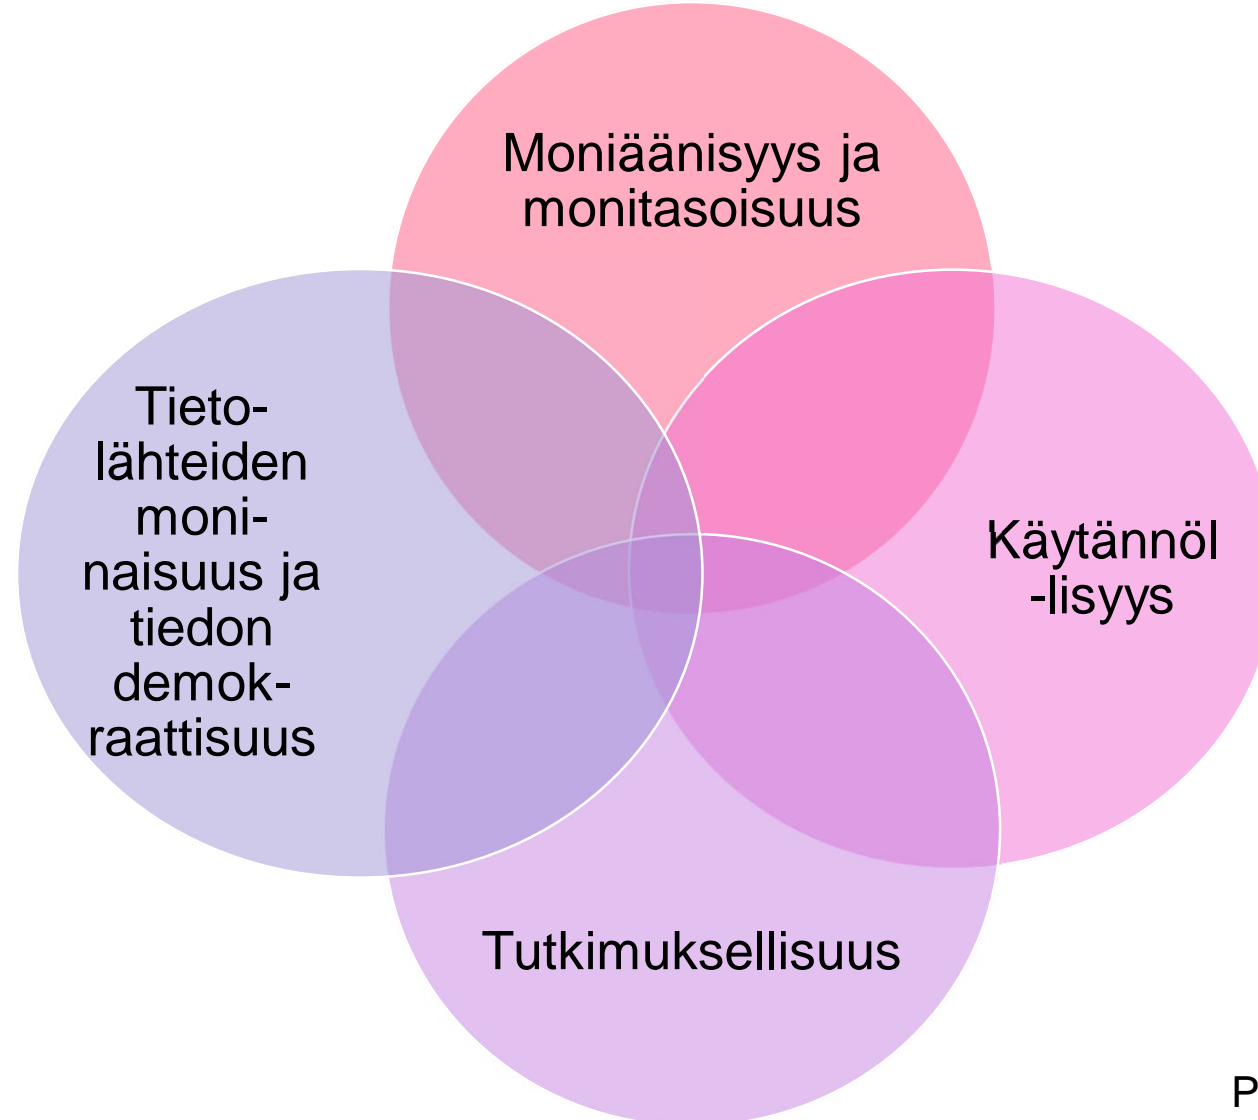 Moniäänisyys ja
monitasoisuus
Tieto-
lähteiden
moni-
naisuus ja
tiedon
demok-
raattisuus
Käytännöl
-lisyys
Tutkimuksellisuus
P